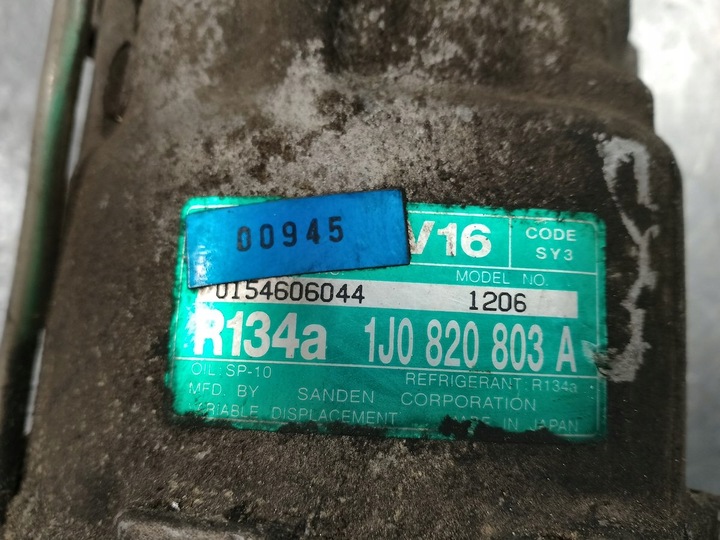 00945
V16
CODE
SY3
MODEL NO.
0154606044 1206
R134a 1J0 820 803 A
OIL: SP-10 REFRIGERANT: R134a
MFD. BY SANDEN CORPORATION
DISPLACEMENT MADE IN JAPAN